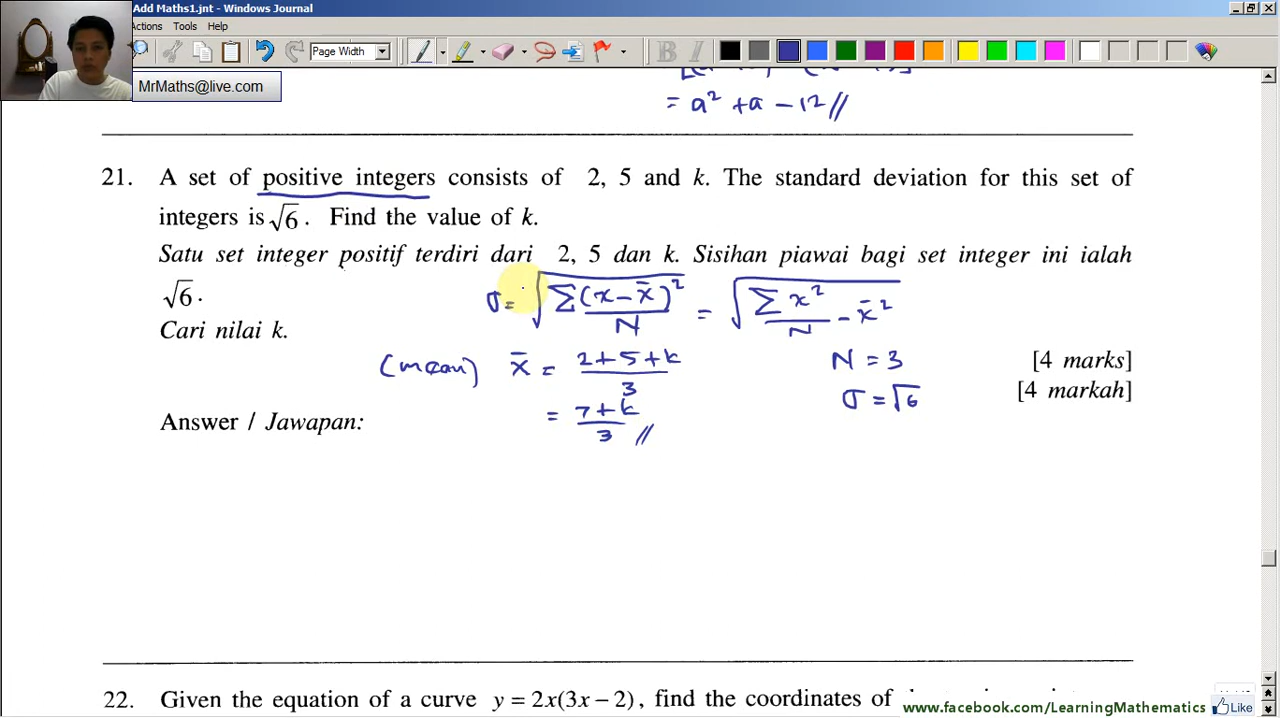 Add Maths1.jnt - Windows Journal
Actions Tools Help
Page Width
MrMaths@live.com
= a² + a - 12 //
21. A set of positive integers consists of 2, 5 and k. The standard deviation for this set of
integers is √6. Find the value of k.
Satu set integer positif terdiri dari 2, 5 dan k. Sisihan piawai bagi set integer ini ialah
√6.
σ = √(Σ(x - x̄)²/N) = √(Σx²/N - x̄²)
Cari nilai k.
(mean) x̄ = (2+5+k)/3
N = 3 [4 marks]
σ = √6 [4 markah]
Answer / Jawapan:
= (7+k)/3 //
22. Given the equation of a curve y = 2x(3x − 2), find the coordinates of
www.facebook.com/LearningMathematics Like